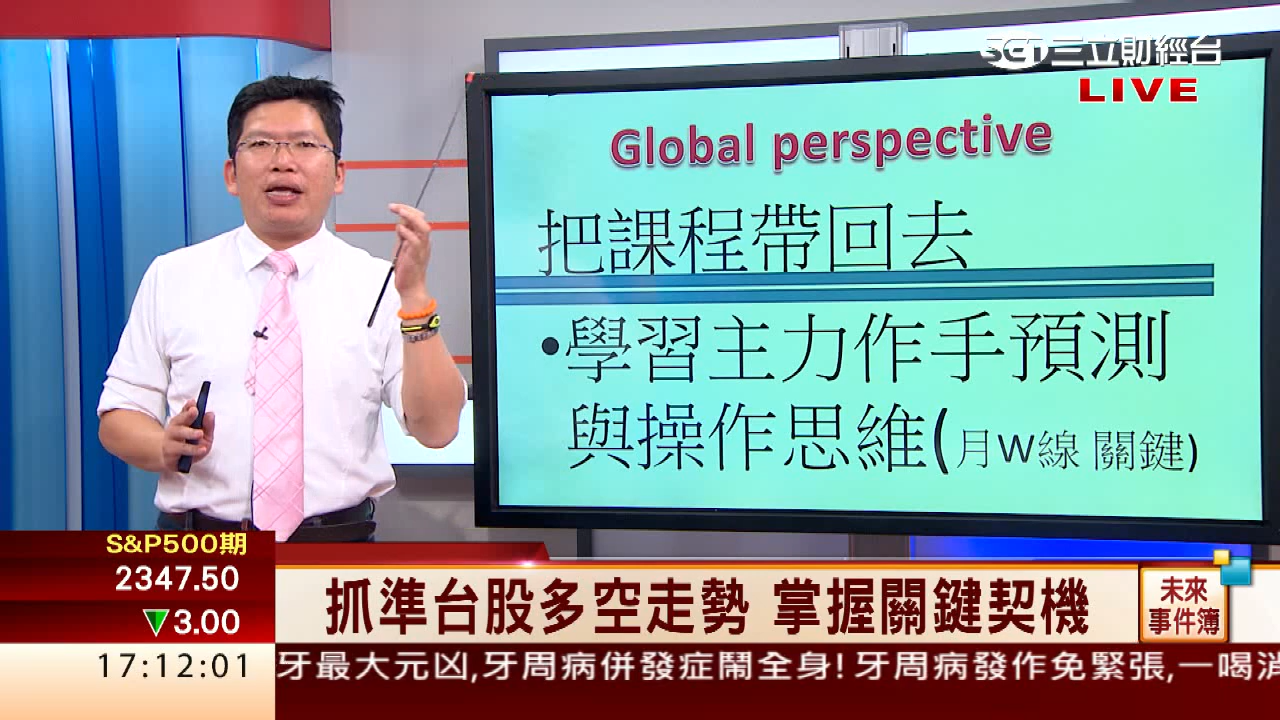 SET三立財經台
LIVE
Global perspective
把課程帶回去
•學習主力作手預測
與操作思維(月W線 關鍵)
S&P500期
2347.50
▼3.00
17:12:01
抓準台股多空走勢 掌握關鍵契機
未來
事件簿
牙最大元凶,牙周病併發症鬧全身!牙周病發作免緊張,一喝消